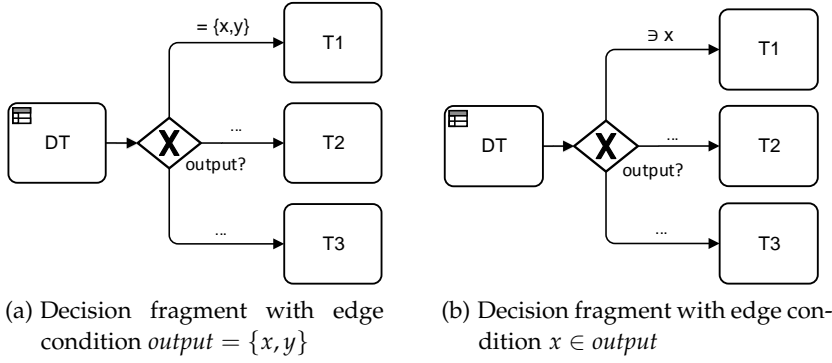 = {x,y}
T1
DT
X
...
T2
output?
...
T3
(a) Decision fragment with edge
condition output = {x, y}
∋ x
T1
DT
X
...
T2
output?
...
T3
(b) Decision fragment with edge con-
dition x ∈ output